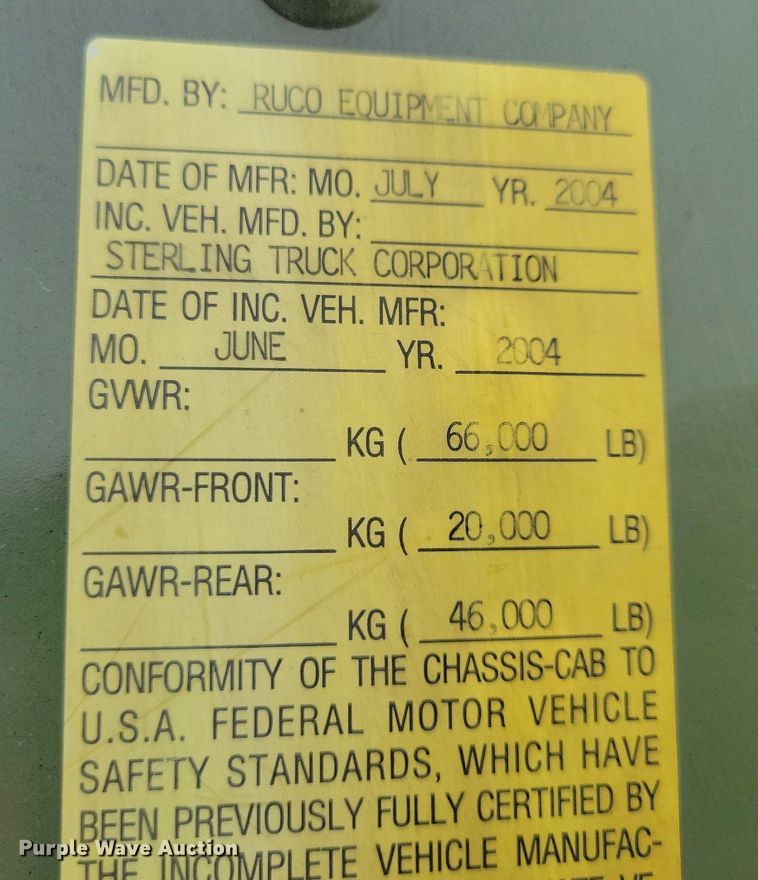 MFD. BY: RUCO EQUIPMENT COMPANY
DATE OF MFR: MO. JULY YR. 2004
INC. VEH. MFD. BY:
STERLING TRUCK CORPORATION
DATE OF INC. VEH. MFR:
MO. JUNE YR. 2004
GVWR:
KG ( 66,000 LB)
GAWR-FRONT:
KG ( 20,000 LB)
GAWR-REAR:
KG ( 46,000 LB)
CONFORMITY OF THE CHASSIS-CAB TO
U.S.A. FEDERAL MOTOR VEHICLE
SAFETY STANDARDS, WHICH HAVE
BEEN PREVIOUSLY FULLY CERTIFIED BY
THE INCOMPLETE VEHICLE MANUFAC-
Purple Wave Auction